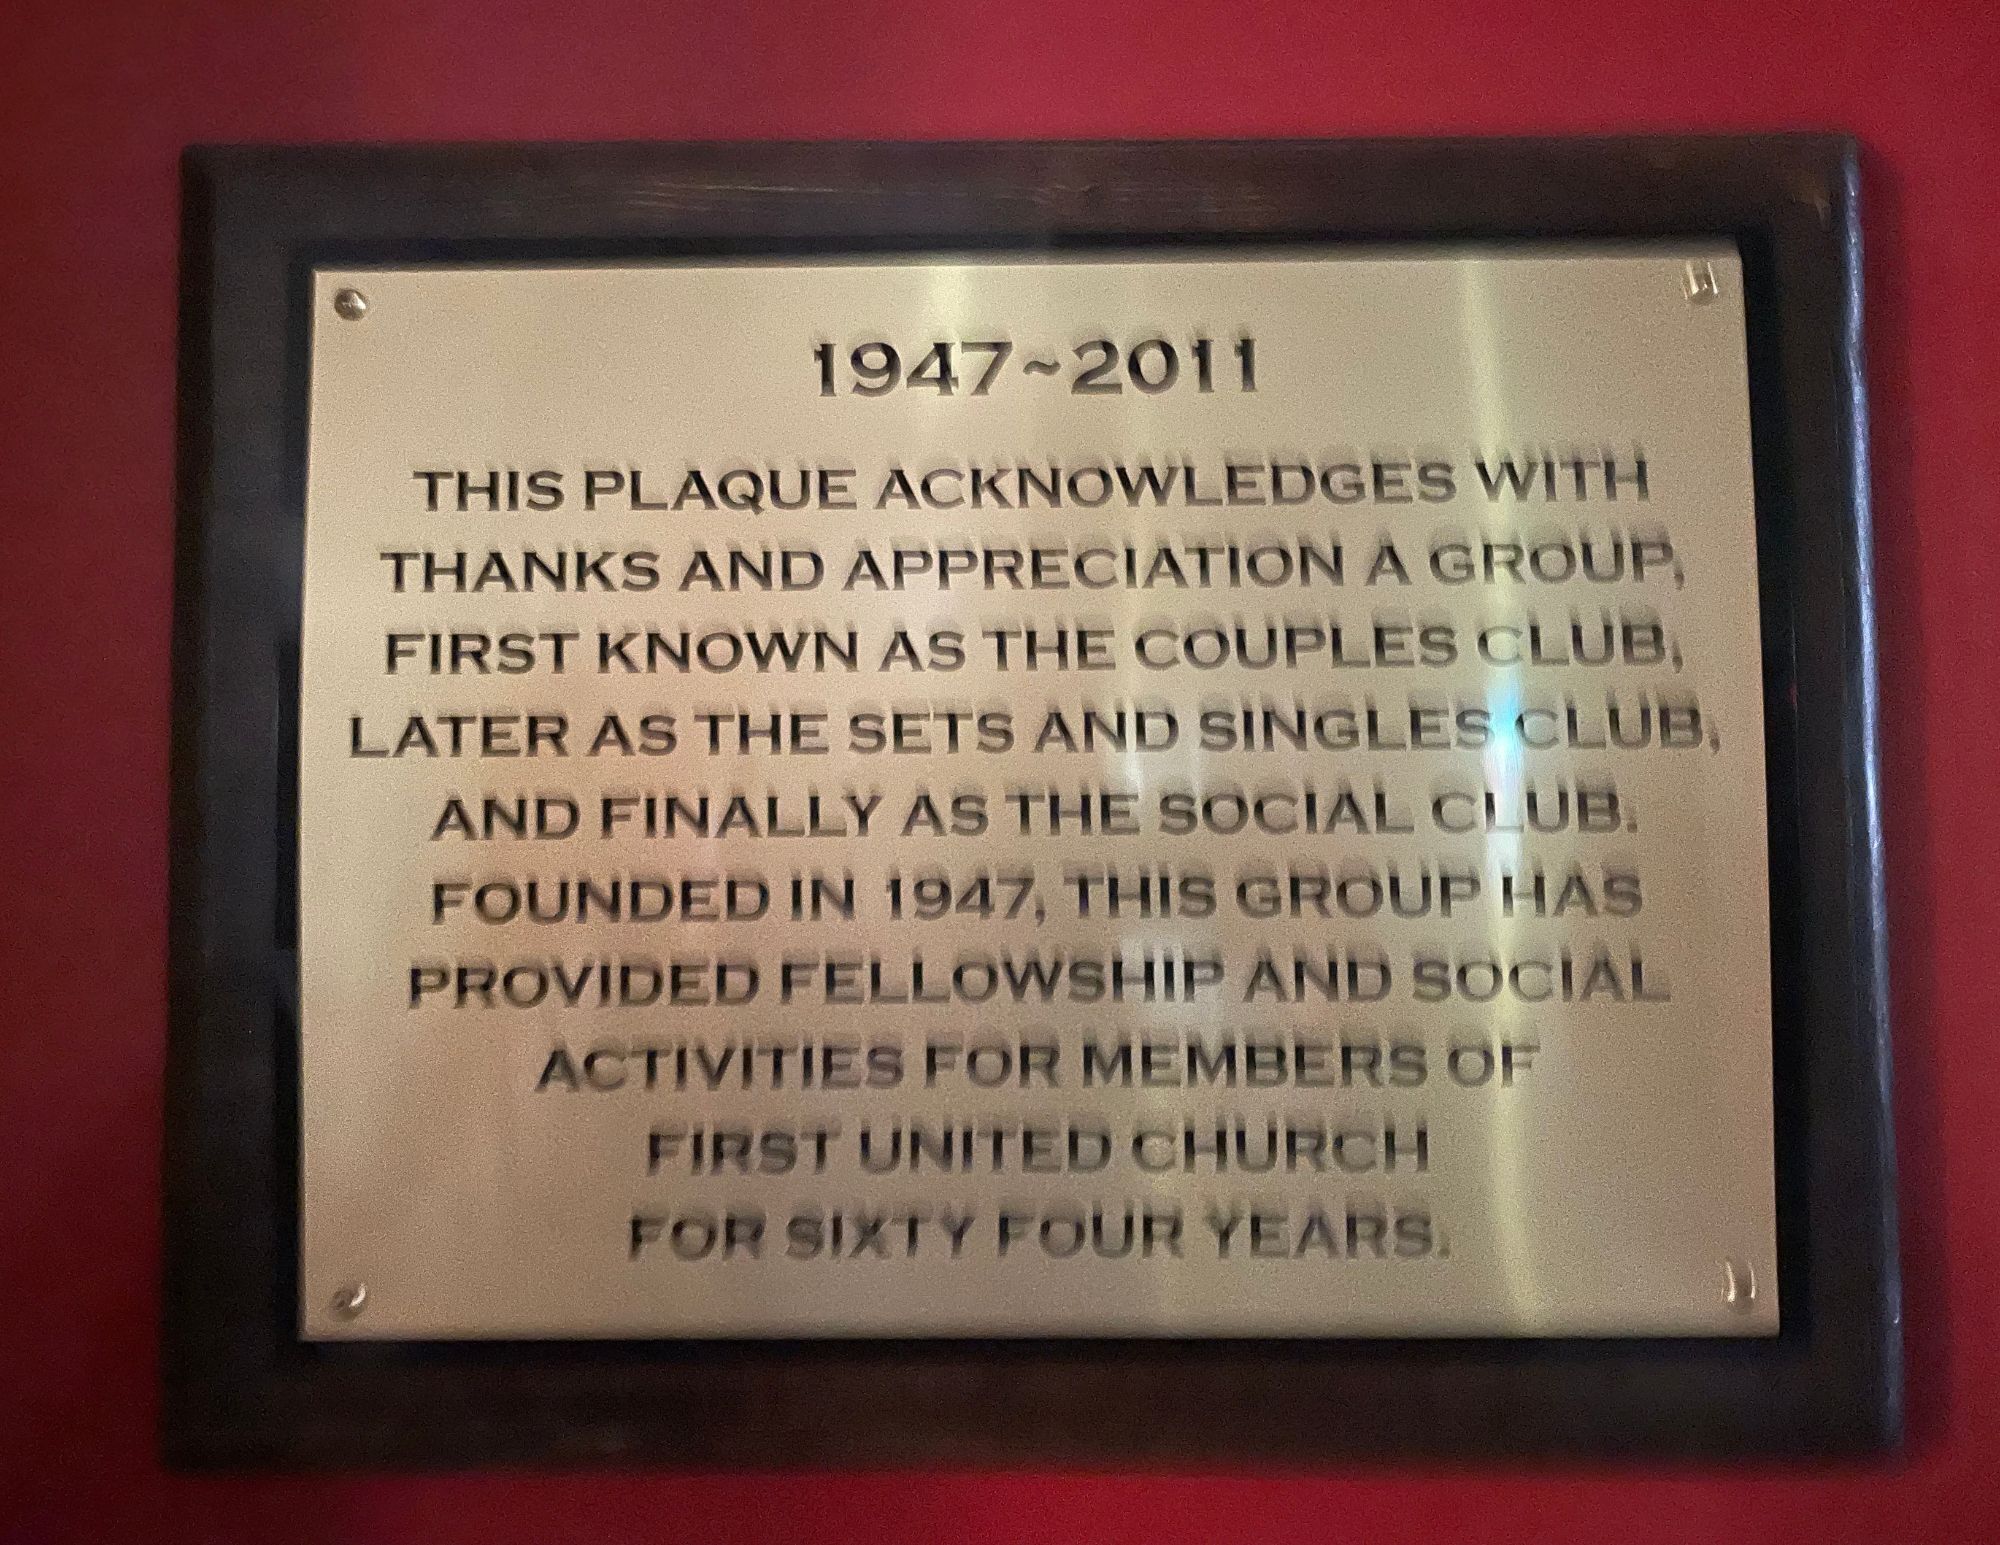 1947~2011
THIS PLAQUE ACKNOWLEDGES WITH
THANKS AND APPRECIATION A GROUP,
FIRST KNOWN AS THE COUPLES CLUB,
LATER AS THE SETS AND SINGLES CLUB,
AND FINALLY AS THE SOCIAL CLUB.
FOUNDED IN 1947, THIS GROUP HAS
PROVIDED FELLOWSHIP AND SOCIAL
ACTIVITIES FOR MEMBERS OF
FIRST UNITED CHURCH
FOR SIXTY FOUR YEARS.